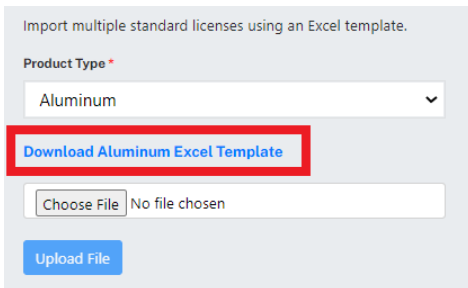 Import multiple standard licenses using an Excel template.
Product Type *
Aluminum
Download Aluminum Excel Template
Choose File No file chosen
Upload File